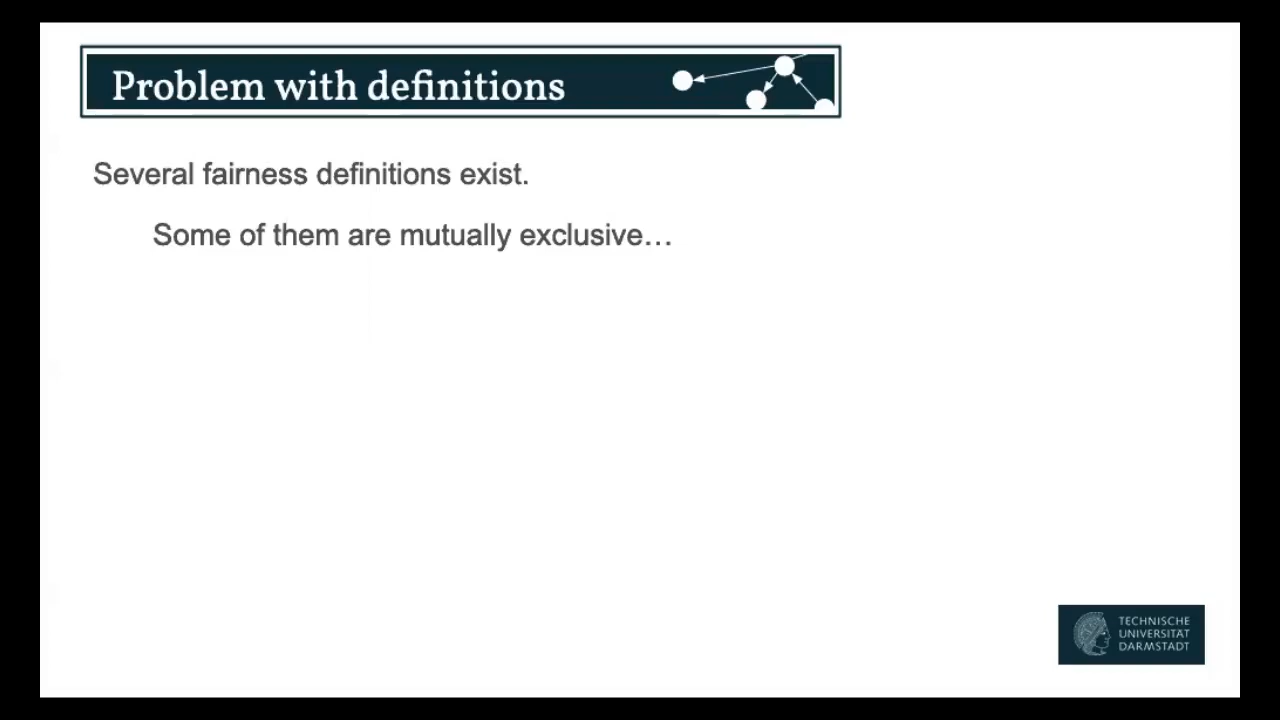 Problem with definitions
Several fairness definitions exist.
Some of them are mutually exclusive…
TECHNISCHE
UNIVERSITÄT
DARMSTADT